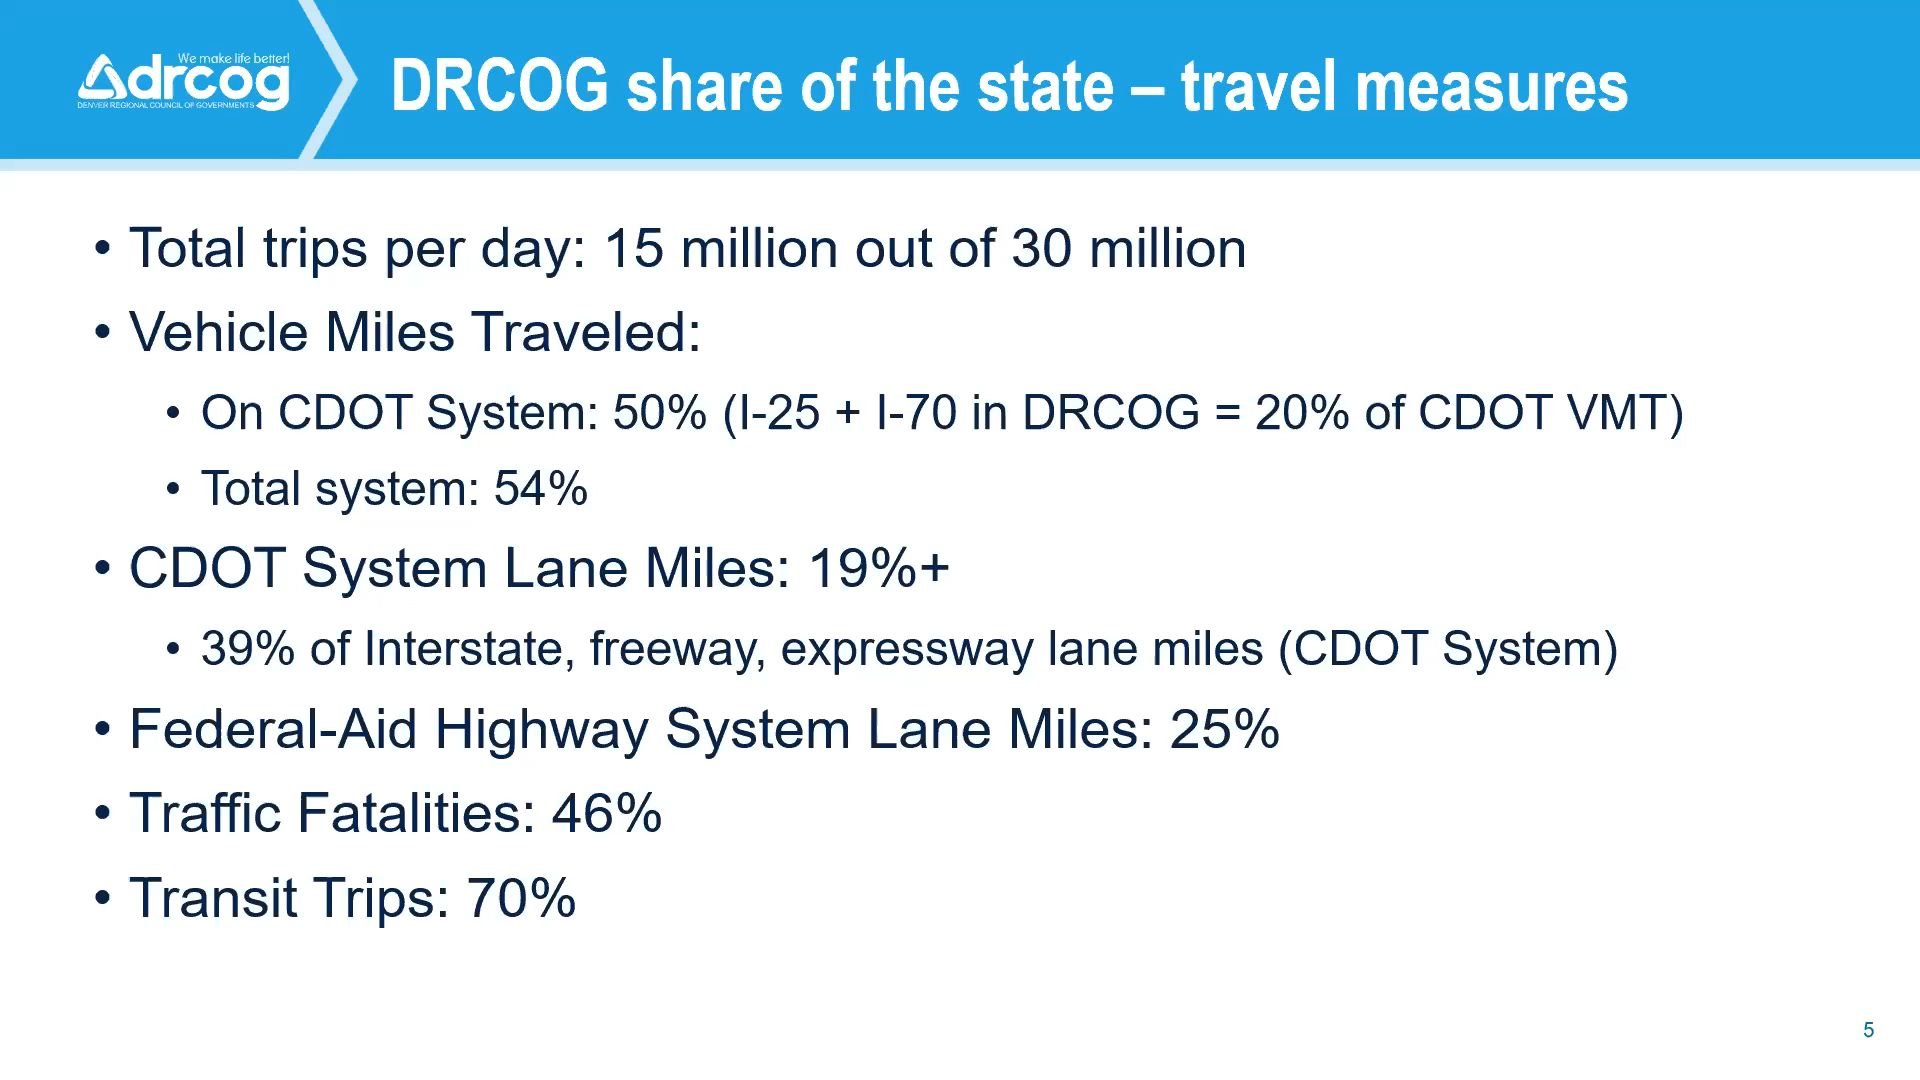 We make life better!
drcog
DENVER REGIONAL COUNCIL OF GOVERNMENTS
DRCOG share of the state – travel measures
• Total trips per day: 15 million out of 30 million
• Vehicle Miles Traveled:
• On CDOT System: 50% (I-25 + I-70 in DRCOG = 20% of CDOT VMT)
• Total system: 54%
• CDOT System Lane Miles: 19%+
• 39% of Interstate, freeway, expressway lane miles (CDOT System)
• Federal-Aid Highway System Lane Miles: 25%
• Traffic Fatalities: 46%
• Transit Trips: 70%
5